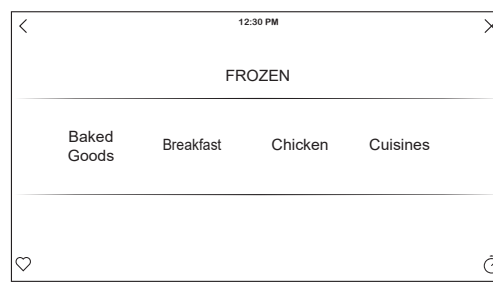 12:30 PM
FROZEN
Baked Goods
Breakfast
Chicken
Cuisines